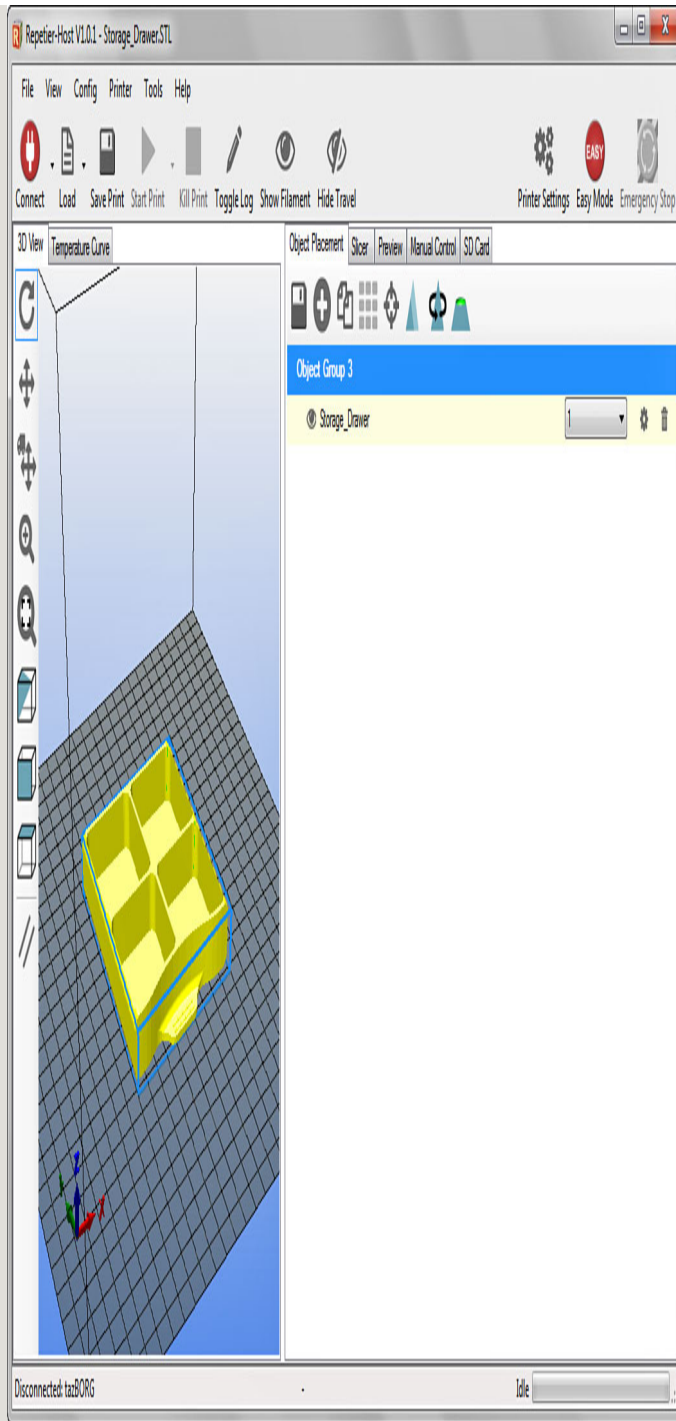 Repetier-Host V1.0.1 - Storage_Drawer.STL
File View Config Printer Tools Help
Connect Load Save Print Start Print Kill Print Toggle Log Show Filament Hide Travel Printer Settings Easy Mode Emergency Stop
EASY
3D View Temperature Curve Object Placement Slicer Preview Manual Control SD Card
Object Group 3
Storage_Drawer 1
Disconnected: tazBORG - Idle